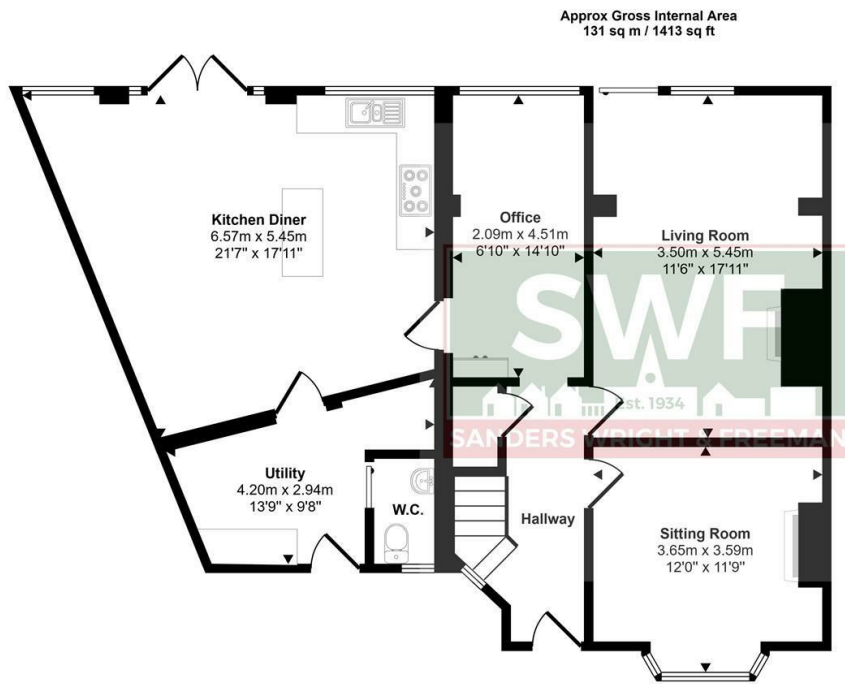 Approx Gross Internal Area
131 sq m / 1413 sq ft
Kitchen Diner
6.57m x 5.45m
21'7" x 17'11"
Office
2.09m x 4.51m
6'10" x 14'10"
Living Room
3.50m x 5.45m
11'6" x 17'11"
SWF
Est. 1934
SANDERS WRIGHT & FREEMAN
Utility
4.20m x 2.94m
13'9" x 9'8"
W.C.
Hallway
Sitting Room
3.65m x 3.59m
12'0" x 11'9"